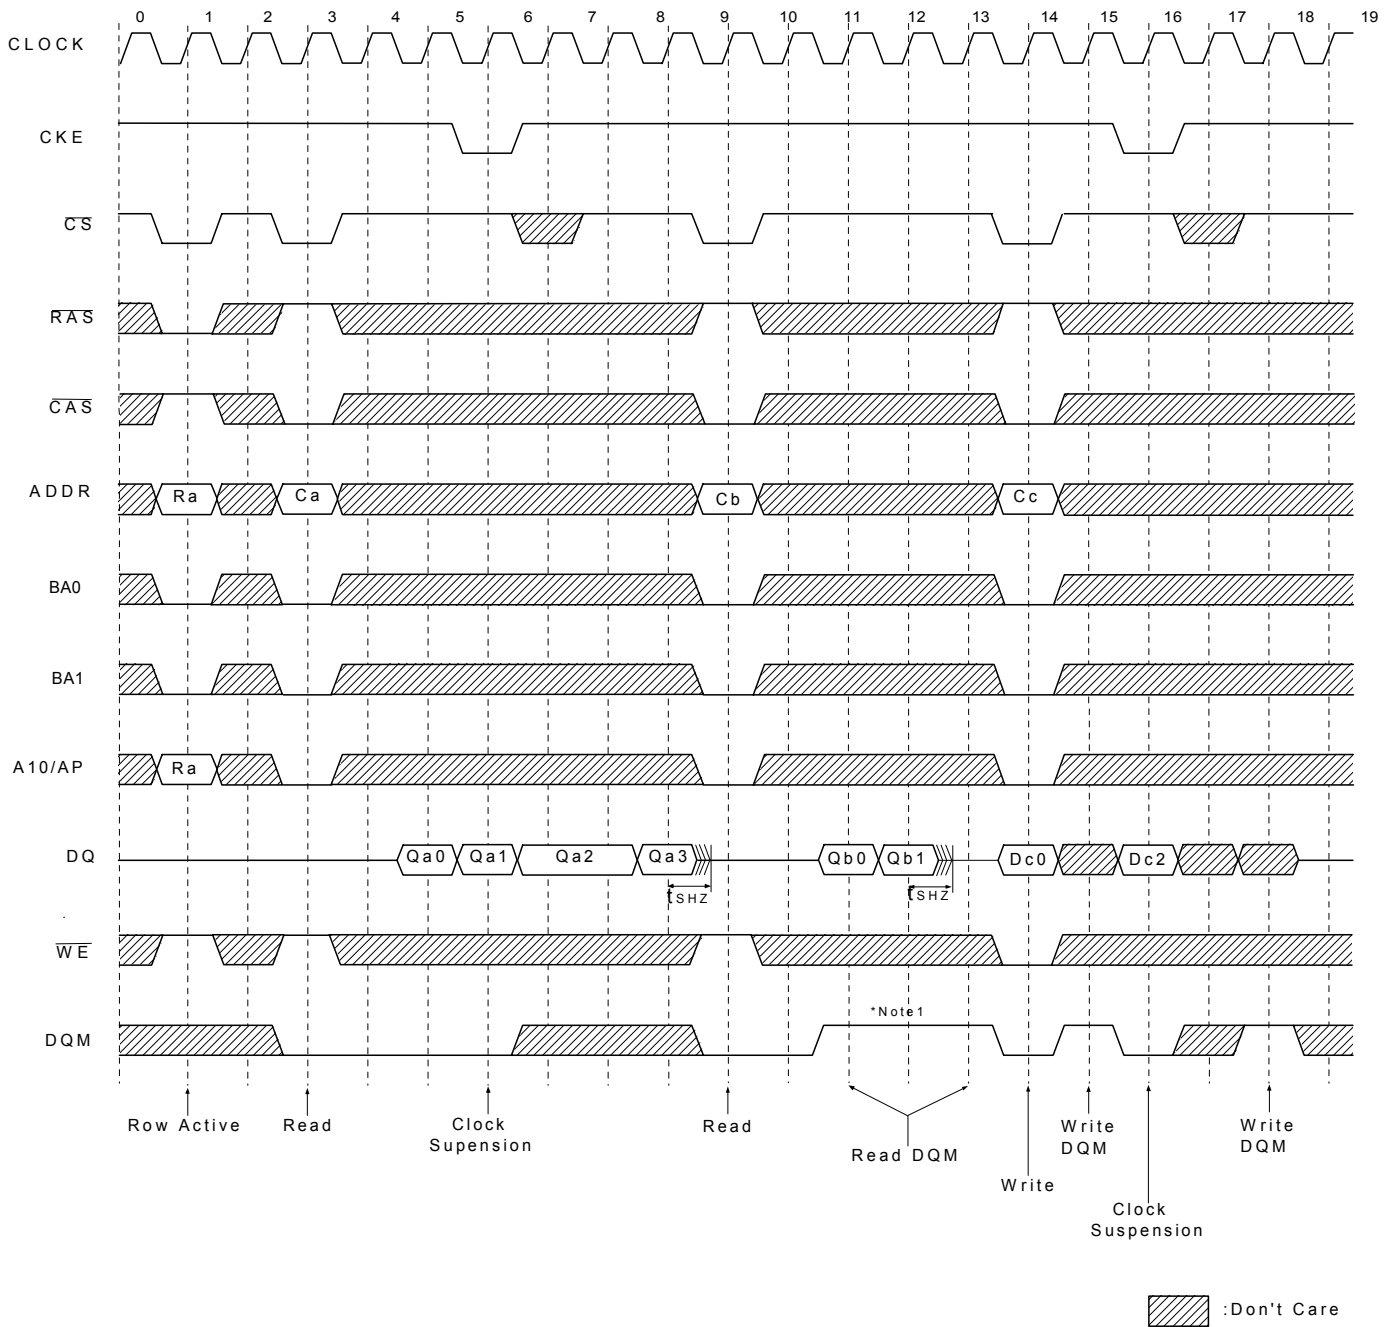 0 1 2 3 4 5 6 7 8 9 10 11 12 13 14 15 16 17 18 19
CLOCK
CKE
CS
RAS
CAS
ADDR Ra Ca Cb Cc
BA0
BA1
A10/AP Ra
DQ Qa0 Qa1 Qa2 Qa3 Qb0 Qb1 Dc0 Dc2
tSHZ tSHZ
WE
*Note1
DQM
Row Active Read Clock Supension Read Read DQM Write Write DQM Clock Suspension Write DQM
:Don't Care